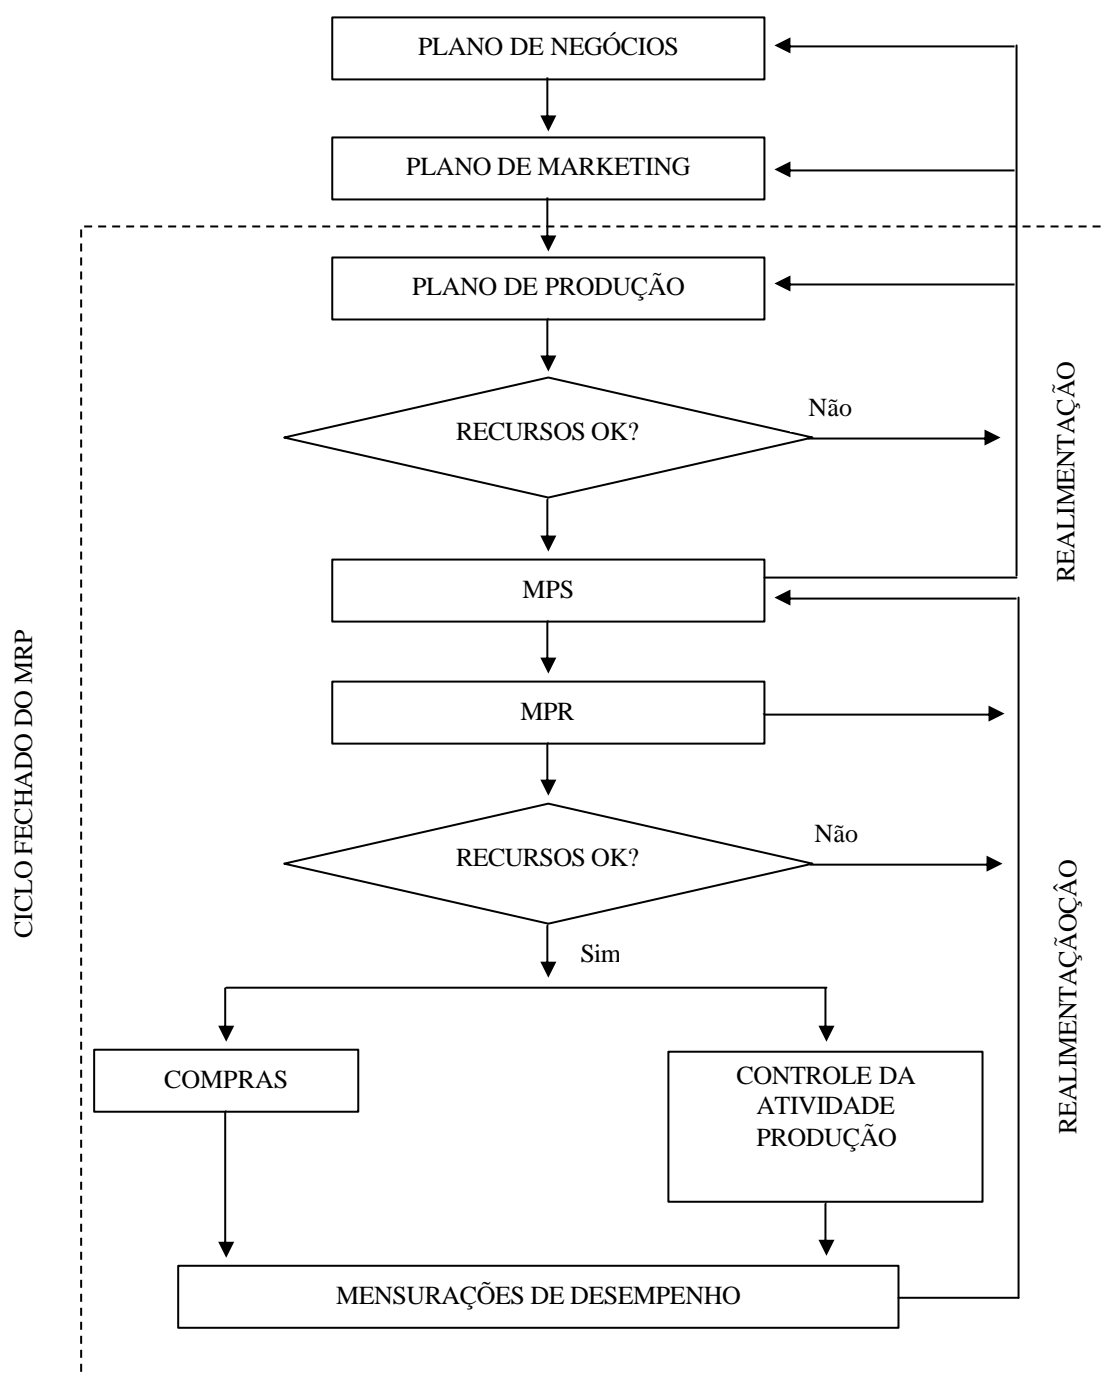 PLANO DE NEGÓCIOS
PLANO DE MARKETING
PLANO DE PRODUÇÃO
RECURSOS OK?
Não
REALIMENTAÇÃO
MPS
CICLO FECHADO DO MRP
MPR
RECURSOS OK?
Não
REALIMENTAÇÃOÇÂO
Sim
COMPRAS
CONTROLE DA
ATIVIDADE
PRODUÇÃO
MENSURAÇÕES DE DESEMPENHO